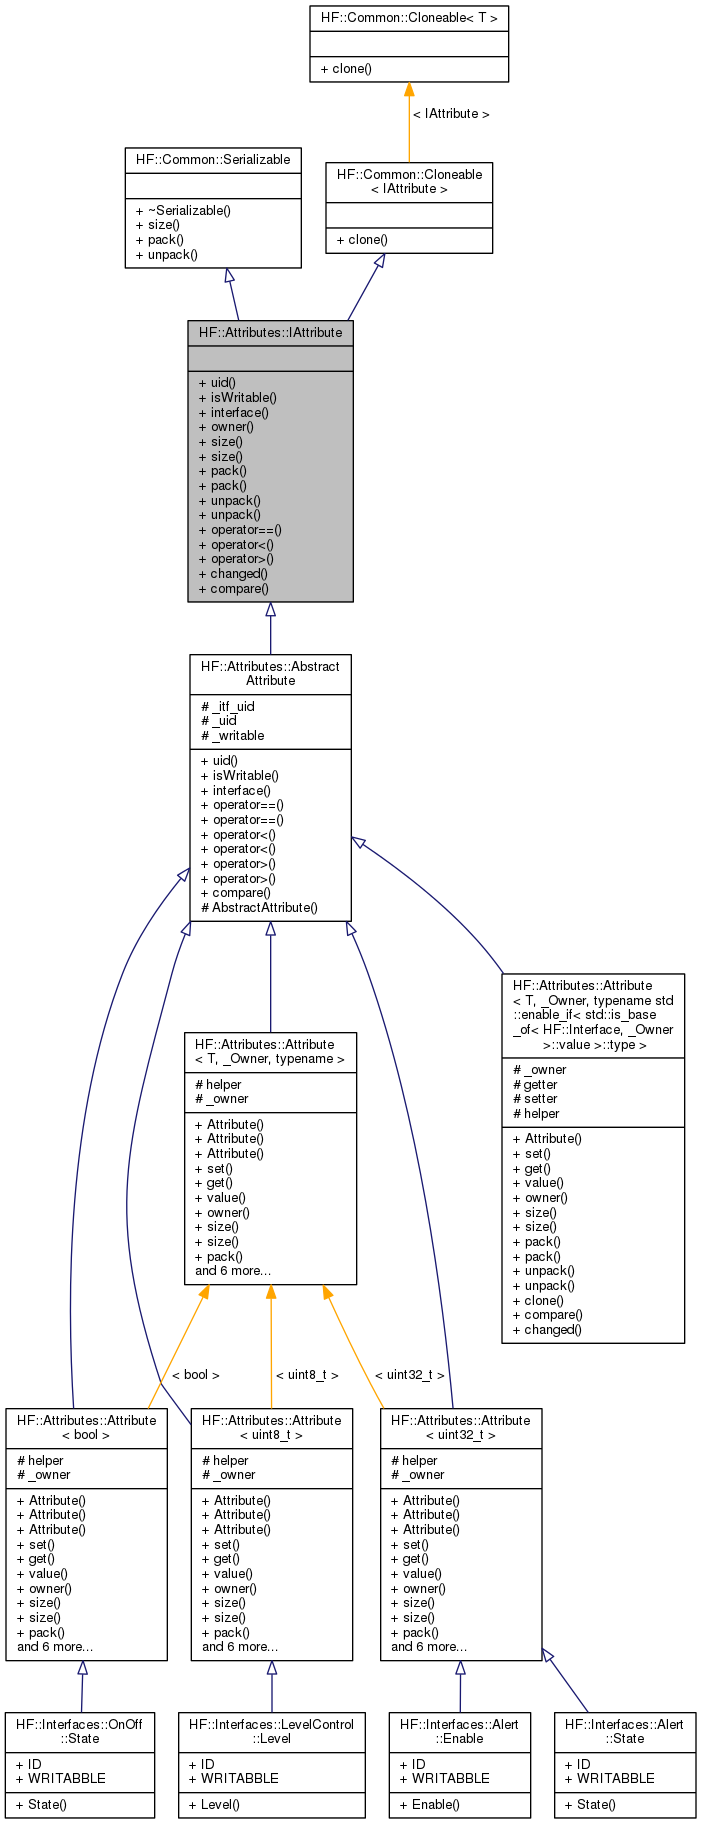 HF::Common::Cloneable< T >
+ clone()
< IAttribute >
HF::Common::Serializable
+ ~Serializable()
+ size()
+ pack()
+ unpack()
HF::Common::Cloneable
< IAttribute >
+ clone()
HF::Attributes::IAttribute
+ uid()
+ isWritable()
+ interface()
+ owner()
+ size()
+ size()
+ pack()
+ pack()
+ unpack()
+ unpack()
+ operator==()
+ operator<()
+ operator>()
+ changed()
+ compare()
HF::Attributes::Abstract
Attribute
# _itf_uid
# _uid
# _writable
+ uid()
+ isWritable()
+ interface()
+ operator==()
+ operator==()
+ operator<()
+ operator<()
+ operator>()
+ operator>()
+ compare()
# AbstractAttribute()
HF::Attributes::Attribute
< T, _Owner, typename std
::enable_if< std::is_base
_of< HF::Interface, _Owner
>::value >::type >
# _owner
# getter
# setter
# helper
+ Attribute()
+ set()
+ get()
+ value()
+ owner()
+ size()
+ size()
+ pack()
+ pack()
+ unpack()
+ unpack()
+ clone()
+ compare()
+ changed()
HF::Attributes::Attribute
< T, _Owner, typename >
# helper
# _owner
+ Attribute()
+ Attribute()
+ Attribute()
+ set()
+ get()
+ value()
+ owner()
+ size()
+ size()
+ pack()
and 6 more...
< bool >
< uint8_t >
< uint32_t >
HF::Attributes::Attribute
< bool >
# helper
# _owner
+ Attribute()
+ Attribute()
+ Attribute()
+ set()
+ get()
+ value()
+ owner()
+ size()
+ size()
+ pack()
and 6 more...
HF::Attributes::Attribute
< uint8_t >
# helper
# _owner
+ Attribute()
+ Attribute()
+ Attribute()
+ set()
+ get()
+ value()
+ owner()
+ size()
+ size()
+ pack()
and 6 more...
HF::Attributes::Attribute
< uint32_t >
# helper
# _owner
+ Attribute()
+ Attribute()
+ Attribute()
+ set()
+ get()
+ value()
+ owner()
+ size()
+ size()
+ pack()
and 6 more...
HF::Interfaces::OnOff
::State
+ ID
+ WRITABBLE
+ State()
HF::Interfaces::LevelControl
::Level
+ ID
+ WRITABBLE
+ Level()
HF::Interfaces::Alert
::Enable
+ ID
+ WRITABBLE
+ Enable()
HF::Interfaces::Alert
::State
+ ID
+ WRITABBLE
+ State()